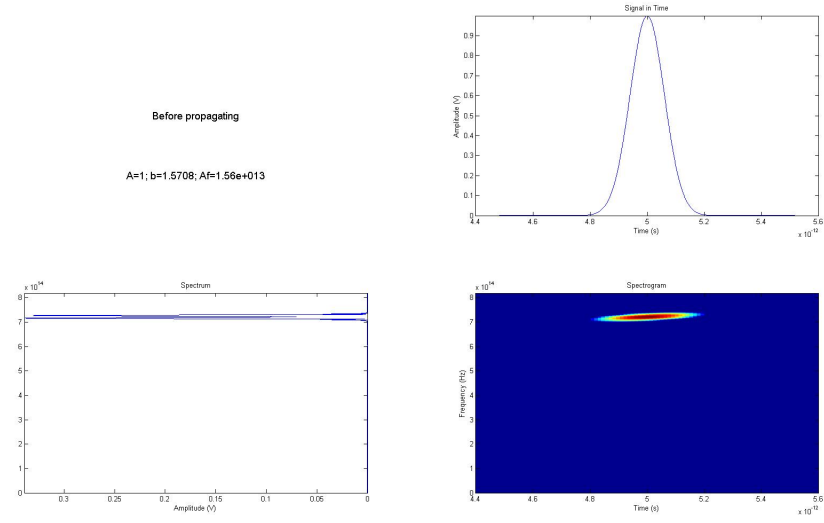 Signal in Time
Before propagating
A=1; b=1.5708; Af=1.56e+013
Amplitude (V)
0.9
0.8
0.7
0.6
0.5
0.4
0.3
0.2
0.1
0
4.4 4.6 4.8 5 5.2 5.4 5.6
Time (s)
x 10-12
Spectrum
x 1014
8
7
6
5
4
3
2
1
0
0.3 0.25 0.2 0.15 0.1 0.05 0
Amplitude (V)
Spectrogram
x 1014
Frequency (Hz)
8
7
6
5
4
3
2
1
0
4.4 4.6 4.8 5 5.2 5.4 5.6
Time (s)
x 10-12